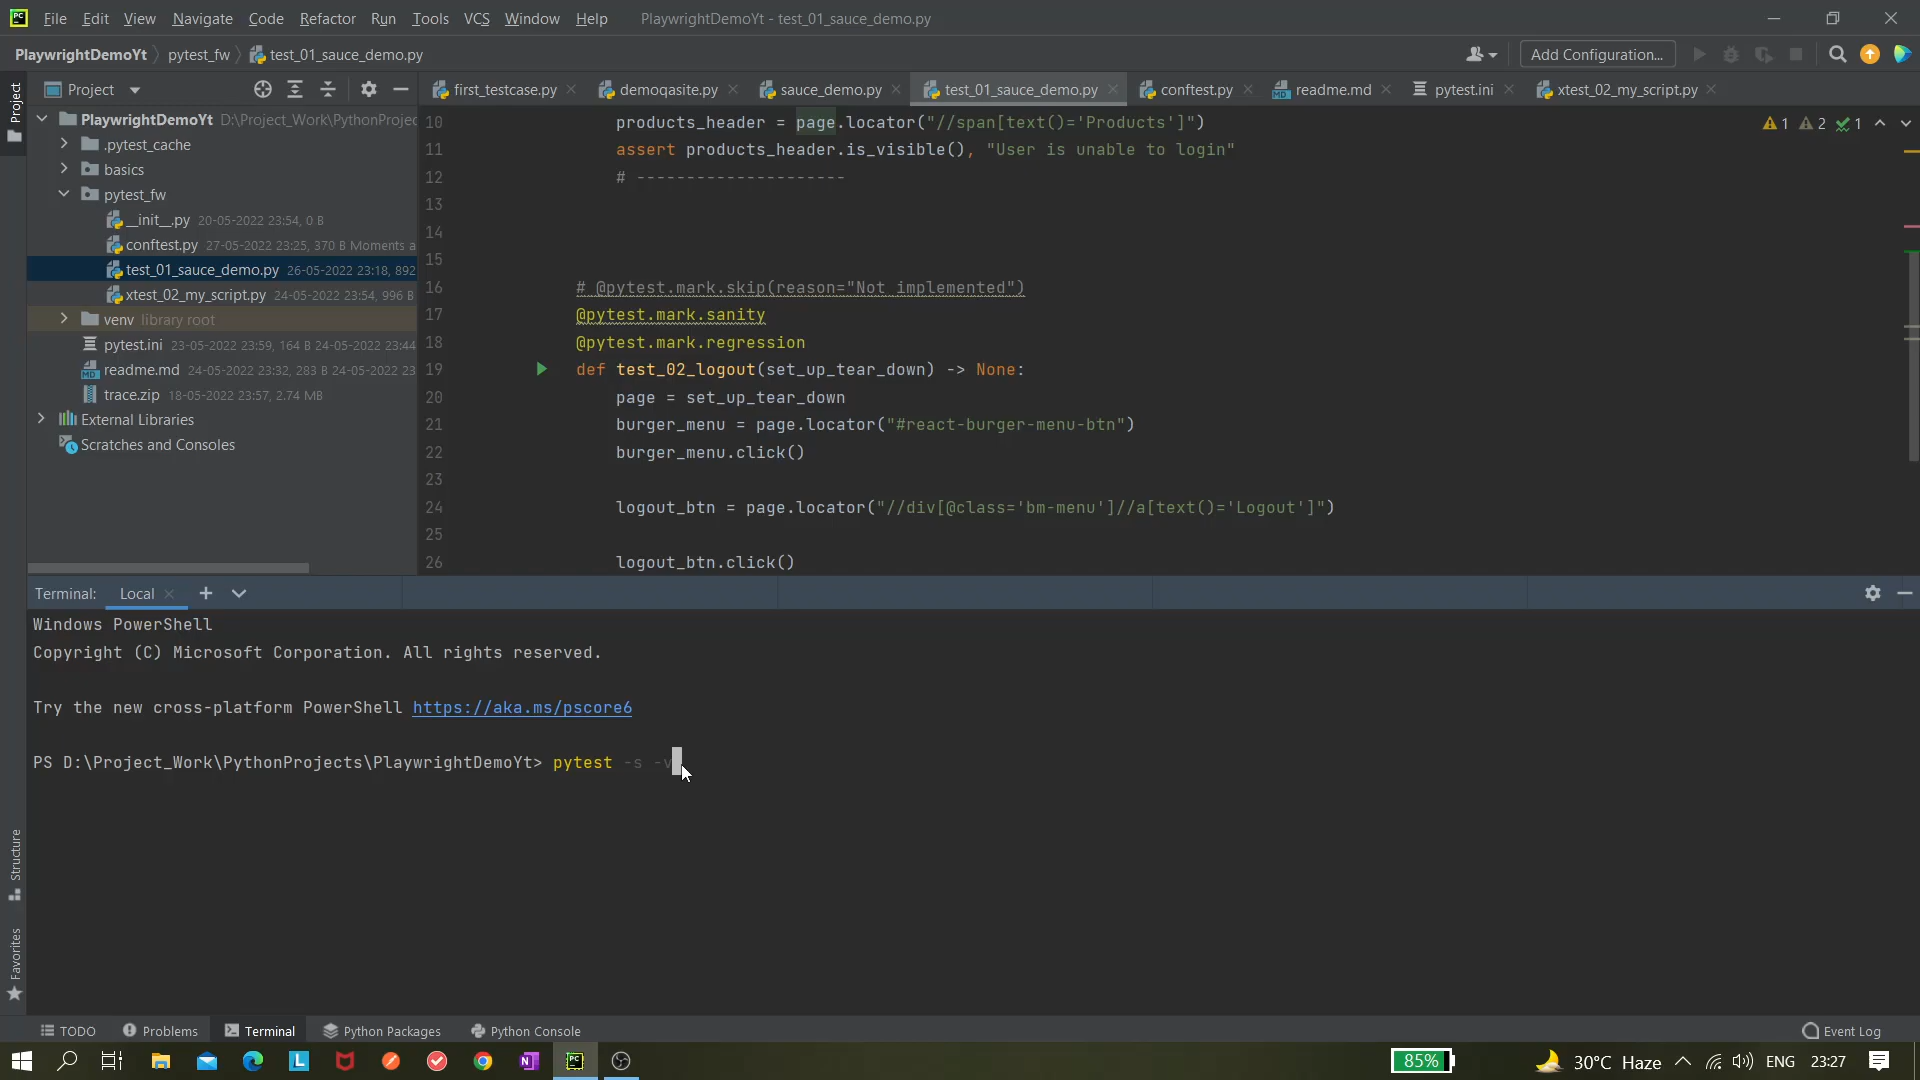 File Edit View Navigate Code Refactor Run Tools VCS Window Help PlaywrightDemoYt - test_01_sauce_demo.py
PlaywrightDemoYt pytest_fw test_01_sauce_demo.py Add Configuration...
Project
Project
first_testcase.py demoqasite.py sauce_demo.py test_01_sauce_demo.py conftest.py readme.md pytest.ini xtest_02_my_script.py
PlaywrightDemoYt D:\Project_Work\PythonProjec
.pytest_cache
basics
pytest_fw
__init__.py 20-05-2022 23:54, 0 B
conftest.py 27-05-2022 23:25, 370 B Moments a
test_01_sauce_demo.py 26-05-2022 23:18, 892
xtest_02_my_script.py 24-05-2022 23:54, 996 B
venv library root
pytest.ini 23-05-2022 23:59, 164 B 24-05-2022 23:44
readme.md 24-05-2022 23:32, 283 B 24-05-2022 23
trace.zip 18-05-2022 23:57, 2.74 MB
External Libraries
Scratches and Consoles
1 2 1
10 products_header = page.locator("//span[text()='Products']")
11 assert products_header.is_visible(), "User is unable to login"
12 # ---------------------
13
14
15
16 # @pytest.mark.skip(reason="Not implemented")
17 @pytest.mark.sanity
18 @pytest.mark.regression
19 def test_02_logout(set_up_tear_down) -> None:
20 page = set_up_tear_down
21 burger_menu = page.locator("#react-burger-menu-btn")
22 burger_menu.click()
23
24 logout_btn = page.locator("//div[@class='bm-menu']//a[text()='Logout']")
25
26 logout_btn.click()
Terminal: Local
Windows PowerShell
Copyright (C) Microsoft Corporation. All rights reserved.
Try the new cross-platform PowerShell https://aka.ms/pscore6
PS D:\Project_Work\PythonProjects\PlaywrightDemoYt> pytest -s -v
Structure
Favorites
TODO Problems Terminal Python Packages Python Console Event Log
85% 30°C Haze ENG 23:27